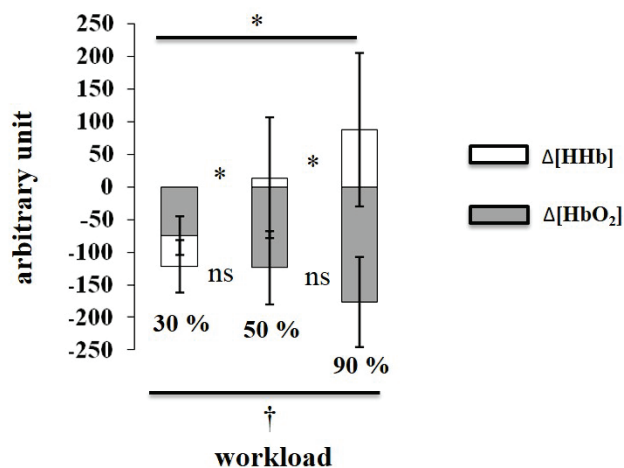 250
200
150
100
50
0
-50
-100
-150
-200
-250
arbitrary unit
*
* *
ns ns
30 % 50 % 90 %
†
workload
Δ[HHb]
Δ[HbO₂]